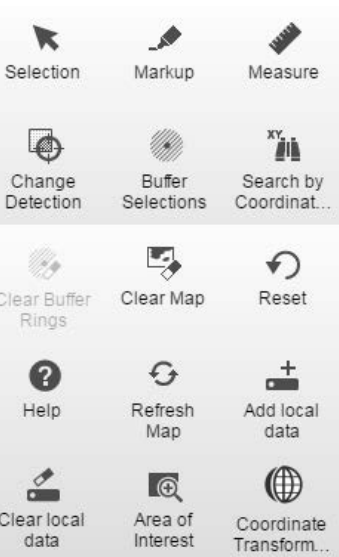 Selection Markup Measure
XY
Change Buffer Search by
Detection Selections Coordinat...
Clear Buffer Clear Map Reset
Rings
?
Help Refresh Add local
Map data
Clear local Area of Coordinate
data Interest Transform...